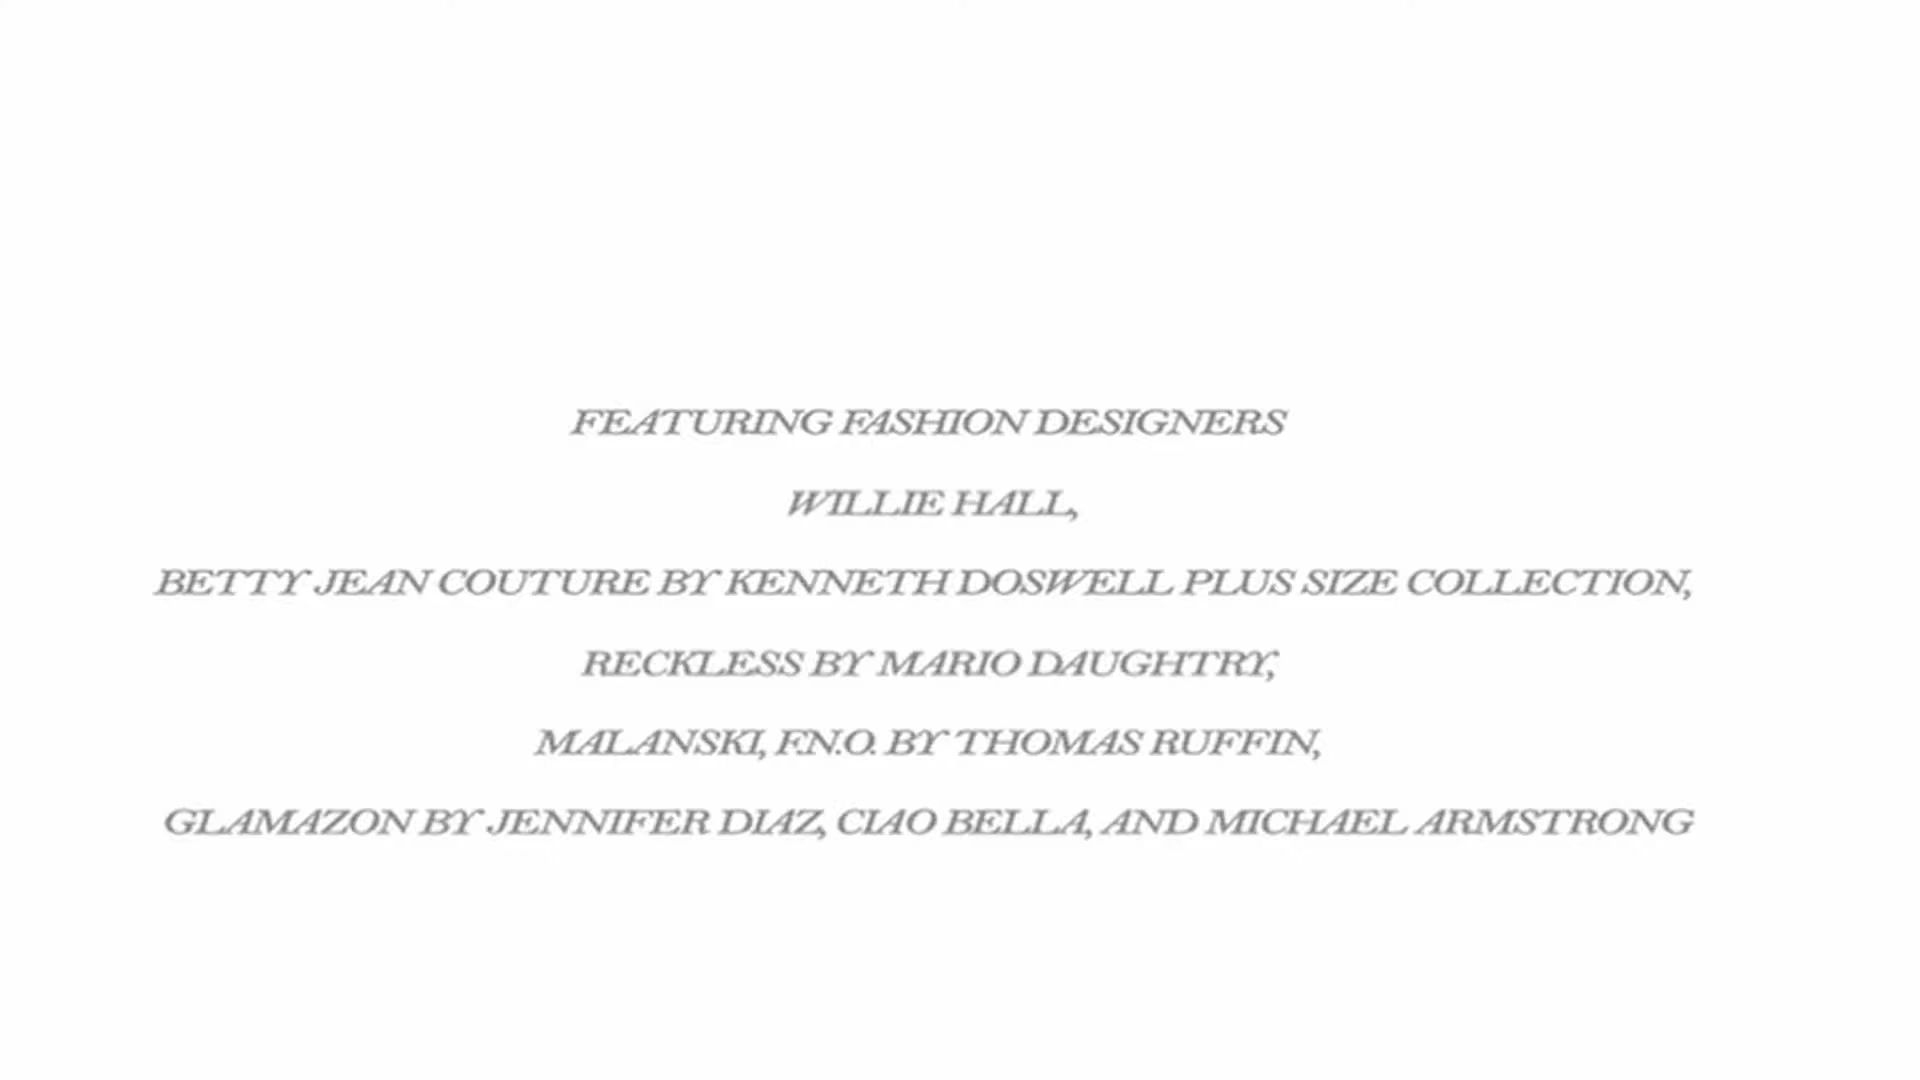 FEATURING FASHION DESIGNERS
WILLIE HALL,
BETTY JEAN COUTURE BY KENNETH DOSWELL PLUS SIZE COLLECTION,
RECKLESS BY MARIO DAUGHTRY,
MALANSKI, F.N.O. BY THOMAS RUFFIN,
GLAMAZON BY JENNIFER DIAZ, CIAO BELLA, AND MICHAEL ARMSTRONG